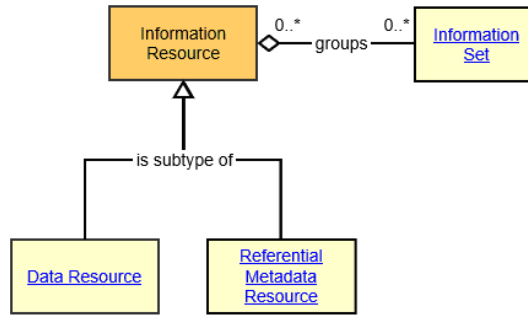 Information
Resource
0..*
groups
0..*
Information
Set
is subtype of
Data Resource
Referential
Metadata
Resource